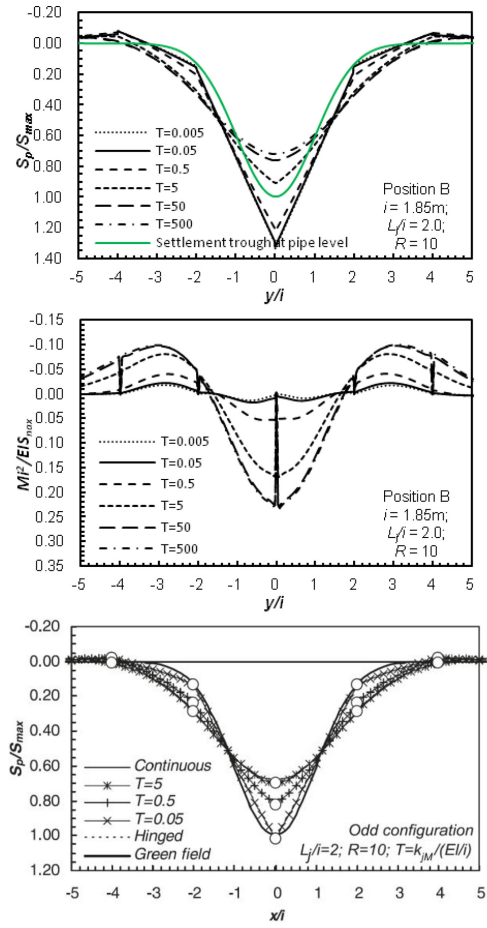 -0.20
0.00
0.20
0.40
0.60
0.80
1.00
1.20
1.40
Sp/Smax
T=0.005
T=0.05
T=0.5
T=5
T=50
T=500
Settlement trough at pipe level
Position B
i = 1.85m;
Lj/i = 2.0;
R = 10
-5 -4 -3 -2 -1 0 1 2 3 4 5
y/i
-0.15
-0.10
-0.05
0.00
0.05
0.10
0.15
0.20
0.25
0.30
0.35
Mi²/EISmax
T=0.005
T=0.05
T=0.5
T=5
T=50
T=500
Position B
i = 1.85m;
Lj/i = 2.0;
R = 10
-5 -4 -3 -2 -1 0 1 2 3 4 5
y/i
-0.20
0.00
0.20
0.40
0.60
0.80
1.00
1.20
Sp/Smax
Continuous
T=5
T=0.5
T=0.05
Hinged
Green field
Odd configuration
Lj/i=2; R=10; T=kjM/(EI/i)
-5 -4 -3 -2 -1 0 1 2 3 4 5
x/i